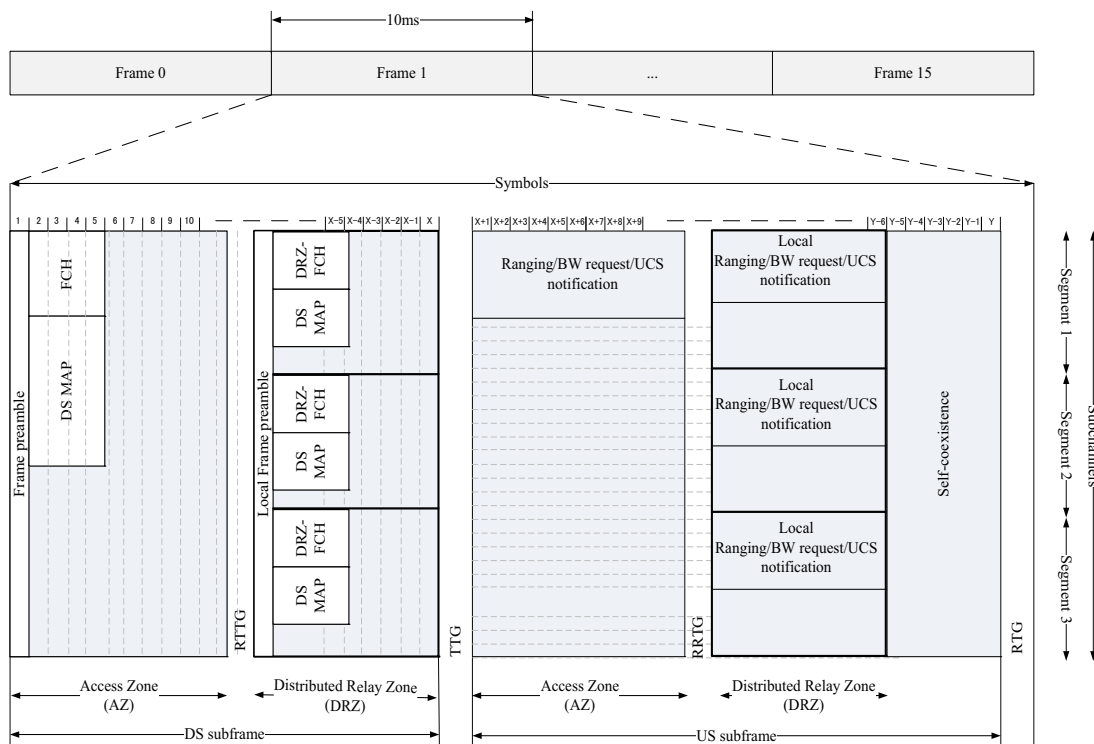 10ms
Frame 0
Frame 1
...
Frame 15
Symbols
1 2 3 4 5 6 7 8 9 10
X-5 X-4 X-3 X-2 X-1 X
X+1 X+2 X+3 X+4 X+5 X+6 X+7 X+8 X+9
Y-6 Y-5 Y-4 Y-3 Y-2 Y-1 Y
Frame preamble
FCH
DS MAP
RTTG
Local Frame preamble
DRZ-
FCH
DS
MAP
DRZ-
FCH
DS
MAP
DRZ-
FCH
DS
MAP
TTG
Ranging/BW request/UCS
notification
RRTG
Local
Ranging/BW request/UCS
notification
Local
Ranging/BW request/UCS
notification
Local
Ranging/BW request/UCS
notification
Self-coexistence
RTG
Segment 1
Segment 2
Segment 3
Subchannels
Access Zone
(AZ)
Distributed Relay Zone
(DRZ)
Access Zone
(AZ)
Distributed Relay Zone
(DRZ)
DS subframe
US subframe